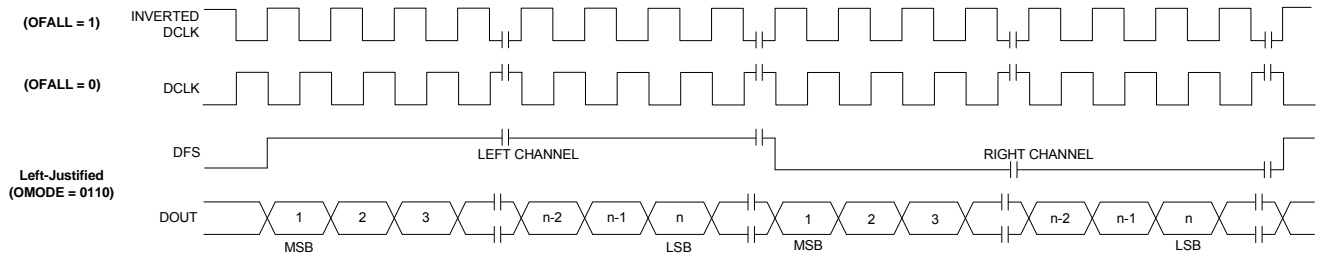 (OFALL = 1)
INVERTED
DCLK
(OFALL = 0)
DCLK
DFS
LEFT CHANNEL
RIGHT CHANNEL
Left-Justified
(OMODE = 0110)
DOUT
1 2 3 n-2 n-1 n 1 2 3 n-2 n-1 n
MSB LSB MSB LSB